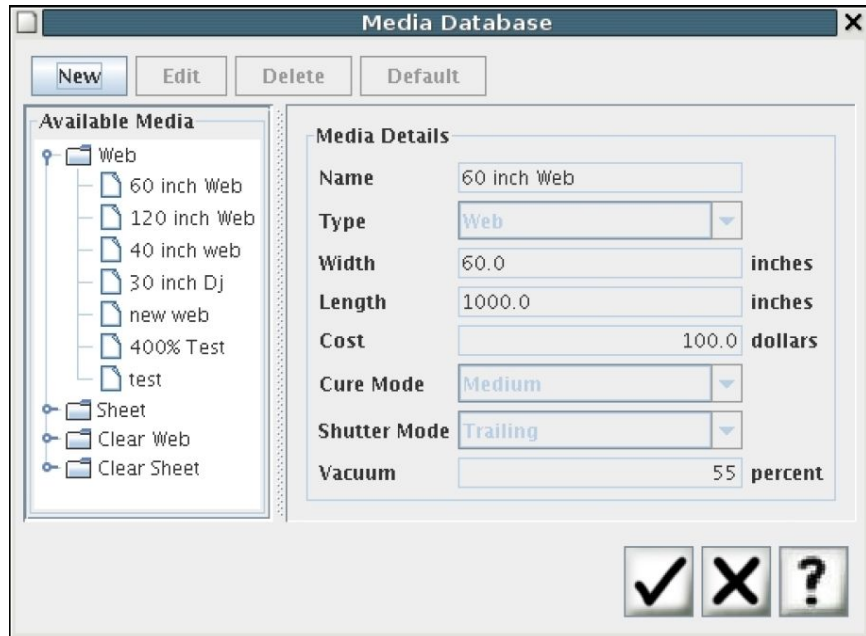 Media Database
New Edit Delete Default
Available Media
Web
60 inch Web
120 inch Web
40 inch web
30 inch Dj
new web
400% Test
test
Sheet
Clear Web
Clear Sheet
Media Details
Name 60 inch Web
Type Web
Width 60.0 inches
Length 1000.0 inches
Cost 100.0 dollars
Cure Mode Medium
Shutter Mode Trailing
Vacuum 55 percent
?